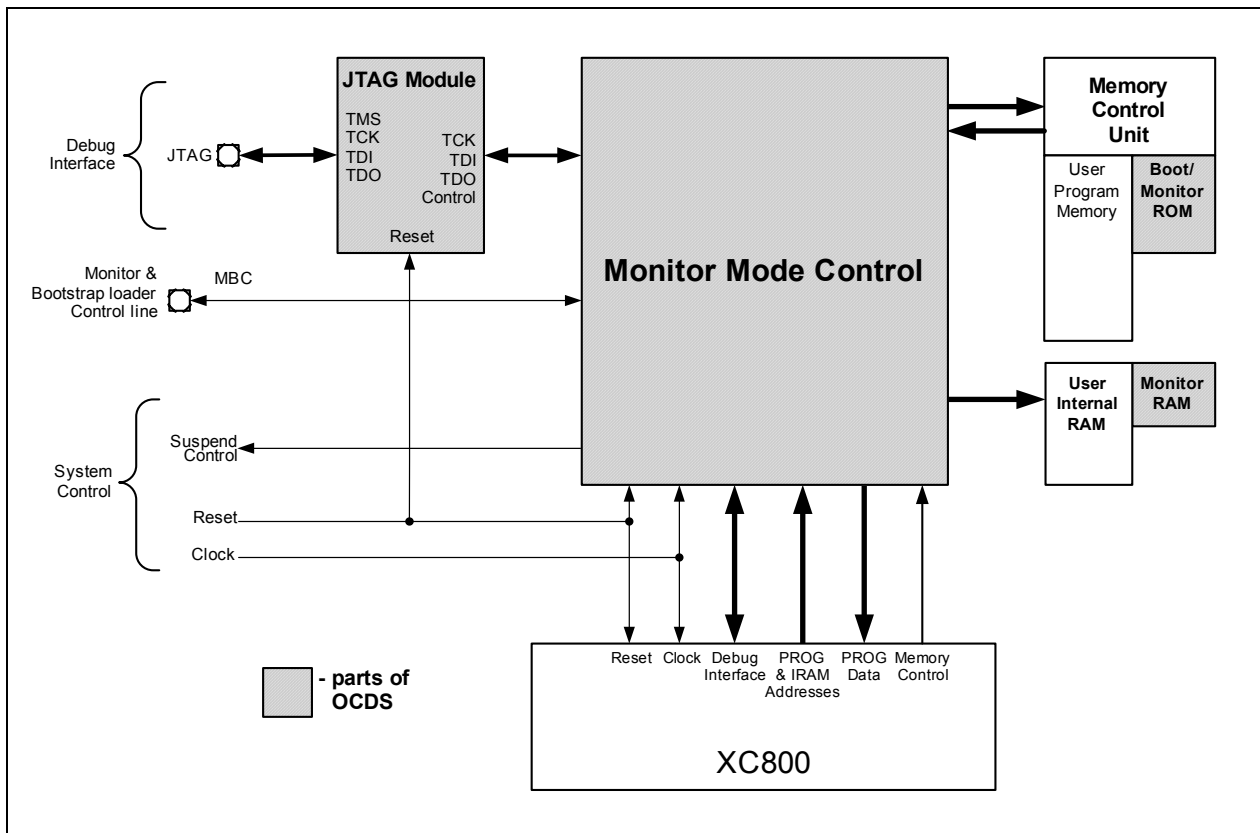 JTAG Module
TMS
TCK
TDI
TDO
TCK
TDI
TDO
Control
Reset
Debug
Interface
JTAG
Monitor &
Bootstrap loader
Control line
MBC
Monitor Mode Control
Memory
Control
Unit
User
Program
Memory
Boot/
Monitor
ROM
User
Internal
RAM
Monitor
RAM
System
Control
Suspend
Control
Reset
Clock
Reset
Clock
Debug
Interface
PROG
& IRAM
Addresses
PROG
Data
Memory
Control
- parts of
OCDS
XC800